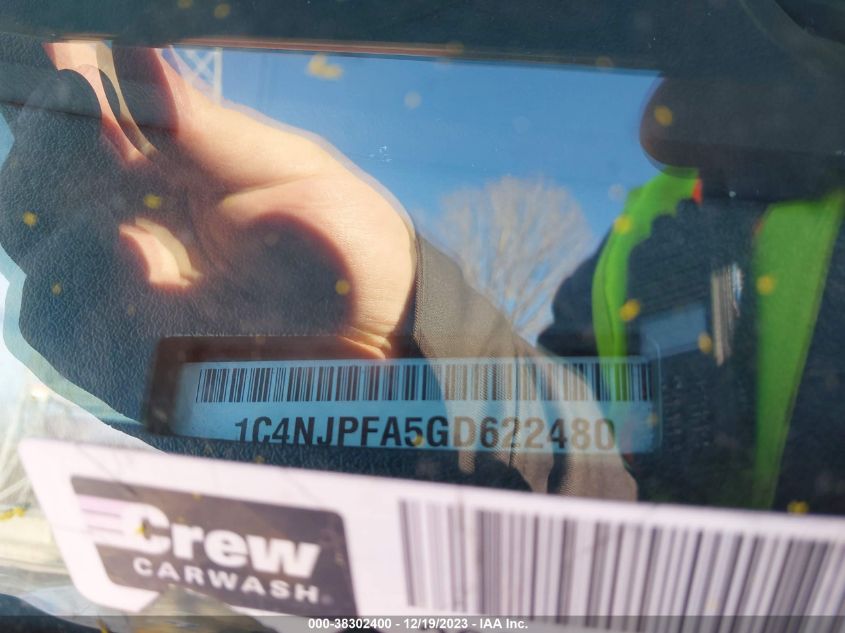 1C4NJPFA5GD622480
Crew
CARWASH
000-38302400 - 12/19/2023 - IAA Inc.